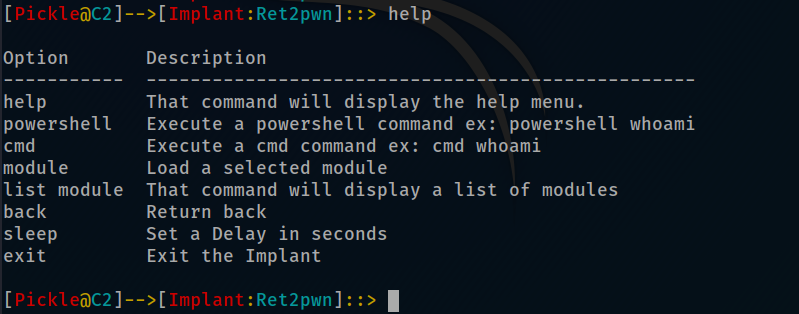 [Pickle@C2]-->[Implant:Ret2pwn]::> help
Option       Description
-----------  --------------------------------------------------
help         That command will display the help menu.
powershell   Execute a powershell command ex: powershell whoami
cmd          Execute a cmd command ex: cmd whoami
module       Load a selected module
list module  That command will display a list of modules
back         Return back
sleep        Set a Delay in seconds
exit         Exit the Implant
[Pickle@C2]-->[Implant:Ret2pwn]::>